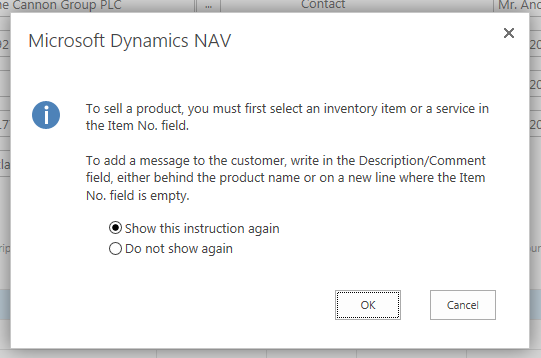 ne Cannon Group PLC ... Contact Mr. And
Microsoft Dynamics NAV
To sell a product, you must first select an inventory item or a service in
the Item No. field.
To add a message to the customer, write in the Description/Comment
field, either behind the product name or on a new line where the Item
No. field is empty.
Show this instruction again
Do not show again
OK Cancel